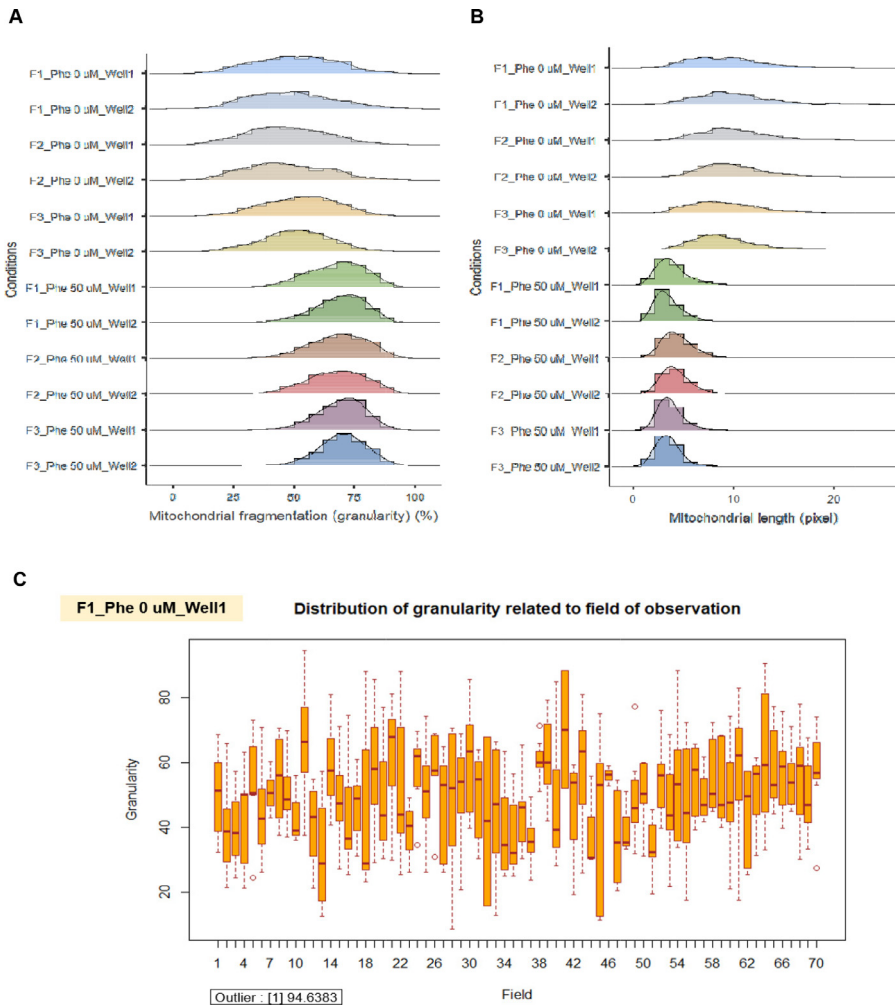 A
F1_Phe 0 uM_Well1
F1_Phe 0 uM_Well2
F2_Phe 0 uM_Well1
F2_Phe 0 uM_Well2
F3_Phe 0 uM_Well1
F3_Phe 0 uM_Well2
F1_Phe 50 uM_Well1
F1_Phe 50 uM_Well2
F2_Phe 50 uM_Well1
F2_Phe 50 uM_Well2
F3_Phe 50 uM_Well1
F3_Phe 50 uM_Well2
Conditions
0 25 50 75 100
Mitochondrial fragmentation (granularity) (%)
B
F1_Phe 0 uM_Well1
F1_Phe 0 uM_Well2
F2_Phe 0 uM_Well1
F2_Phe 0 uM_Well2
F3_Phe 0 uM_Well1
F3_Phe 0 uM_Well2
F1_Phe 50 uM_Well1
F1_Phe 50 uM_Well2
F2_Phe 50 uM_Well1
F2_Phe 50 uM_Well2
F3_Phe 50 uM_Well1
F3_Phe 50 uM_Well2
Conditions
0 10 20
Mitochondrial length (pixel)
C
F1_Phe 0 uM_Well1
Distribution of granularity related to field of observation
Granularity
80
60
40
20
1 4 7 10 14 18 22 26 30 34 38 42 46 50 54 58 62 66 70
Outlier : [1] 94.6383
Field